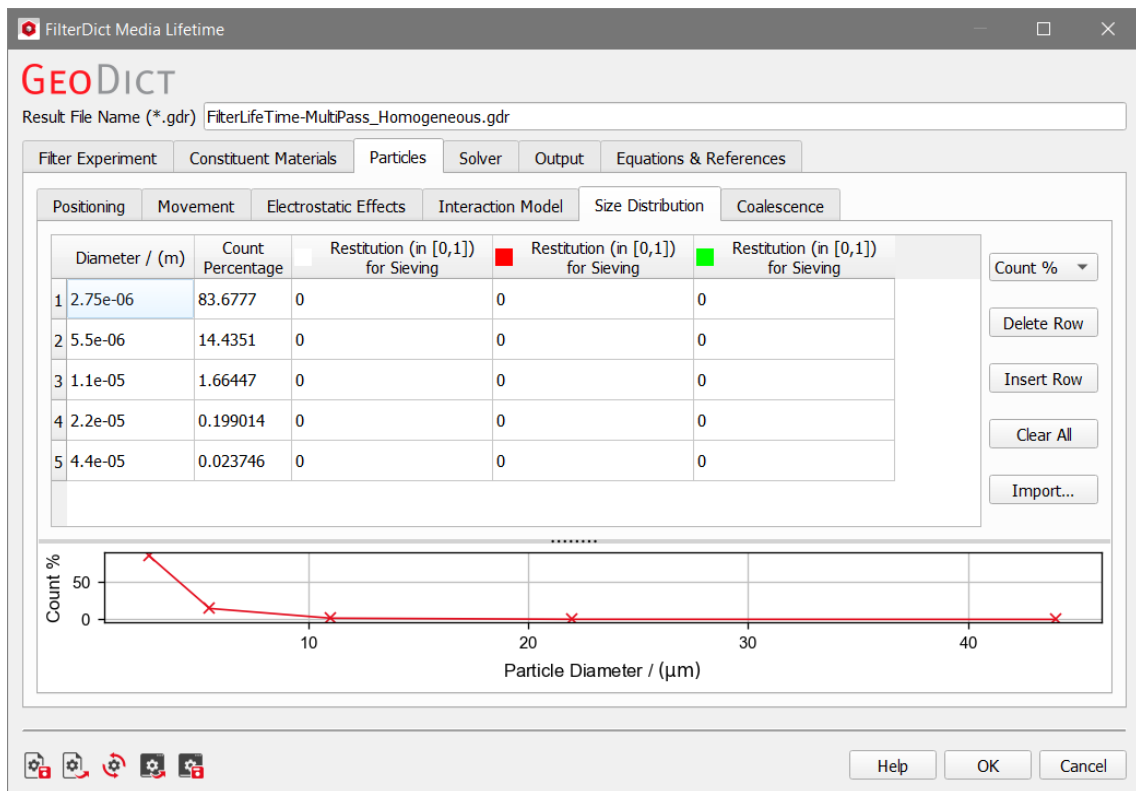 FilterDict Media Lifetime
GEODICT
Result File Name (*.gdr) FilterLifeTime-MultiPass_Homogeneous.gdr
Filter Experiment Constituent Materials Particles Solver Output Equations & References
Positioning Movement Electrostatic Effects Interaction Model Size Distribution Coalescence
Diameter / (m) Count Percentage Restitution (in [0,1]) for Sieving Restitution (in [0,1]) for Sieving Restitution (in [0,1]) for Sieving
1 2.75e-06 83.6777 0 0 0
2 5.5e-06 14.4351 0 0 0
3 1.1e-05 1.66447 0 0 0
4 2.2e-05 0.199014 0 0 0
5 4.4e-05 0.023746 0 0 0
Count %
Delete Row
Insert Row
Clear All
Import...
Count %
50
0
10 20 30 40
Particle Diameter / (μm)
Help OK Cancel